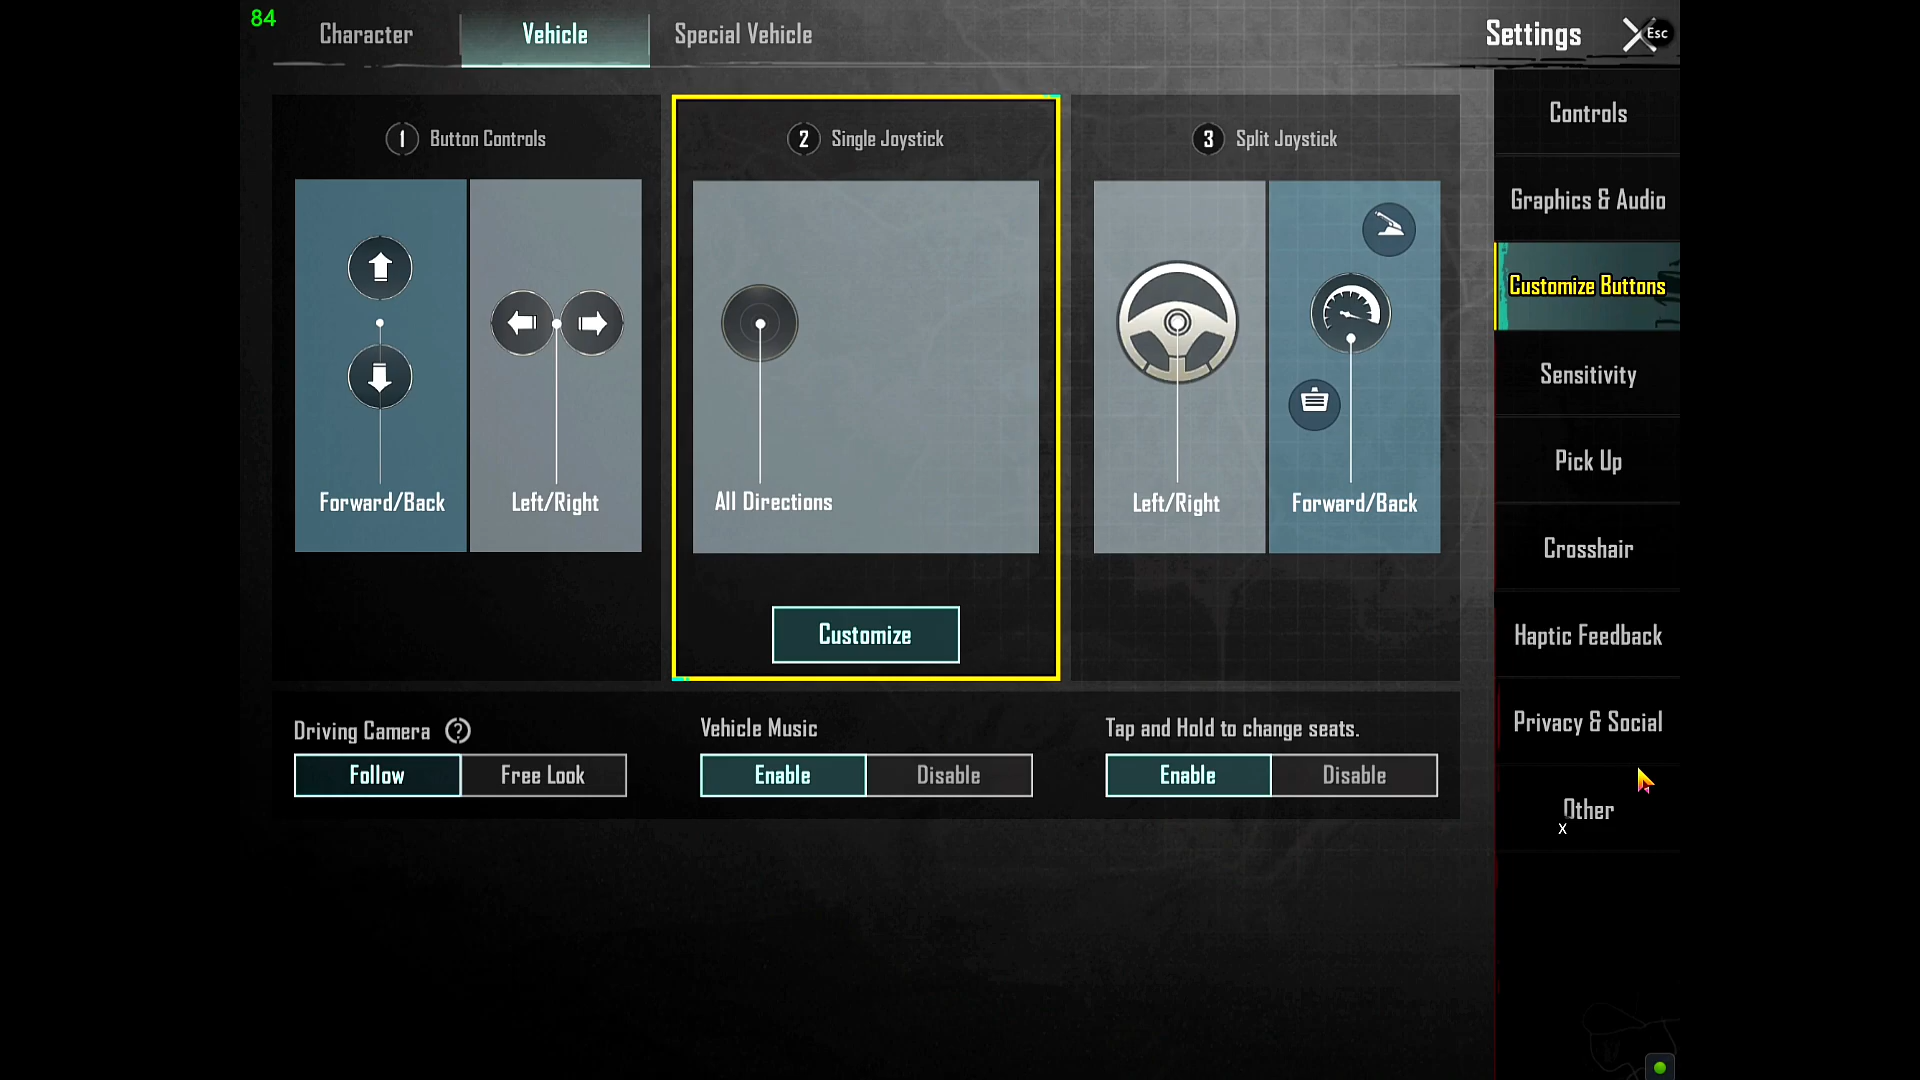 84
Character
Vehicle
Special Vehicle
Settings
Esc
1 Button Controls
2 Single Joystick
3 Split Joystick
Forward/Back
Left/Right
All Directions
Left/Right
Forward/Back
Customize
Driving Camera ?
Follow
Free Look
Vehicle Music
Enable
Disable
Tap and Hold to change seats.
Enable
Disable
Controls
Graphics & Audio
Customize Buttons
Sensitivity
Pick Up
Crosshair
Haptic Feedback
Privacy & Social
Other
X